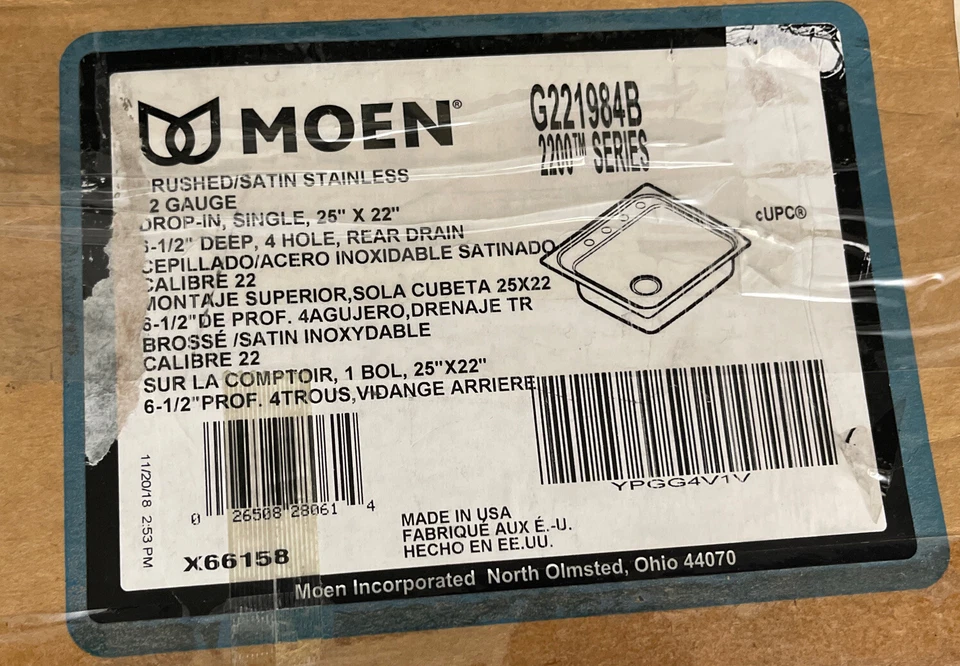 MOEN®
G221984B
2200™ SERIES
RUSHED/SATIN STAINLESS
2 GAUGE
DROP-IN, SINGLE, 25" X 22"
6-1/2" DEEP, 4 HOLE, REAR DRAIN
CEPILLADO/ACERO INOXIDABLE SATINADO
CALIBRE 22
MONTAJE SUPERIOR,SOLA CUBETA 25X22
6-1/2"DE PROF. 4AGUJERO,DRENAJE TR
BROSSÉ /SATIN INOXYDABLE
CALIBRE 22
SUR LA COMPTOIR, 1 BOL, 25"X22"
6-1/2"PROF. 4TROUS,VIDANGE ARRIERE
cUPC®
YPGG4V1V
11/20/18 2:53 PM
0 26508 28061 4
X66158
MADE IN USA
FABRIQUÉ AUX É.-U.
HECHO EN EE.UU.
Moen Incorporated North Olmsted, Ohio 44070